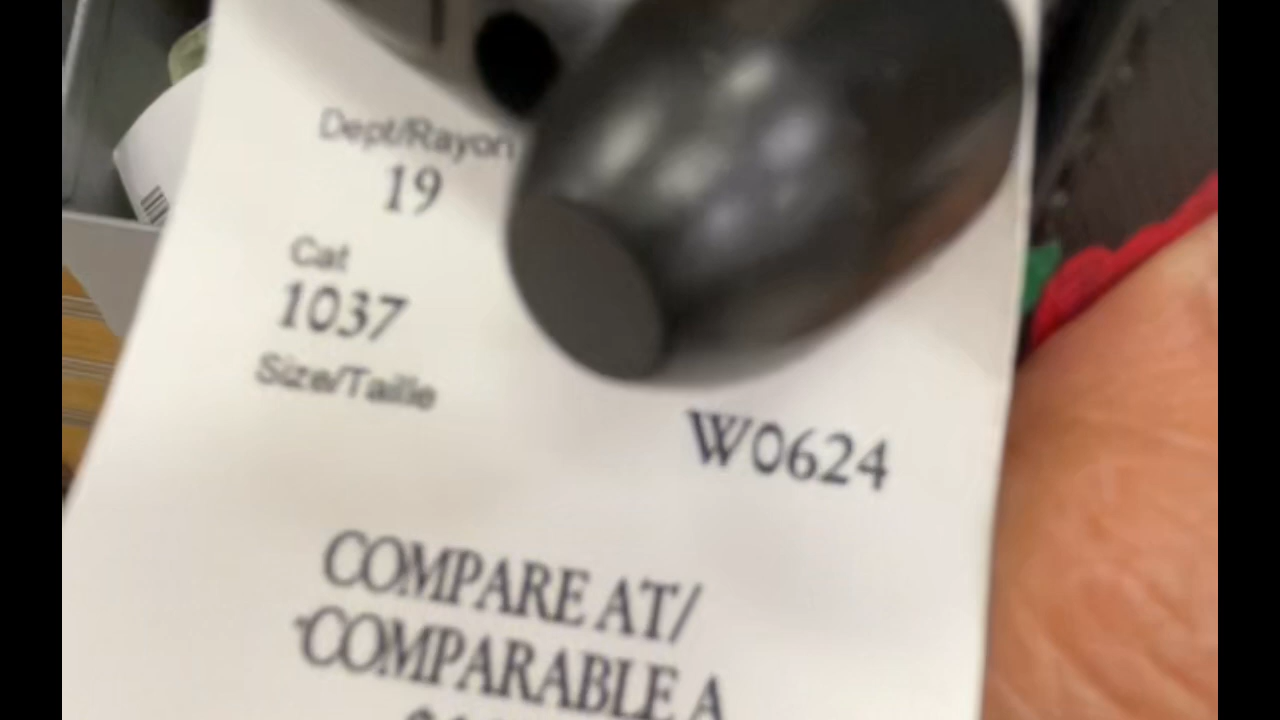 Dept/Rayon
19
Cat
1037
Size/Taille
W0624
COMPARE AT/
COMPARABLE A